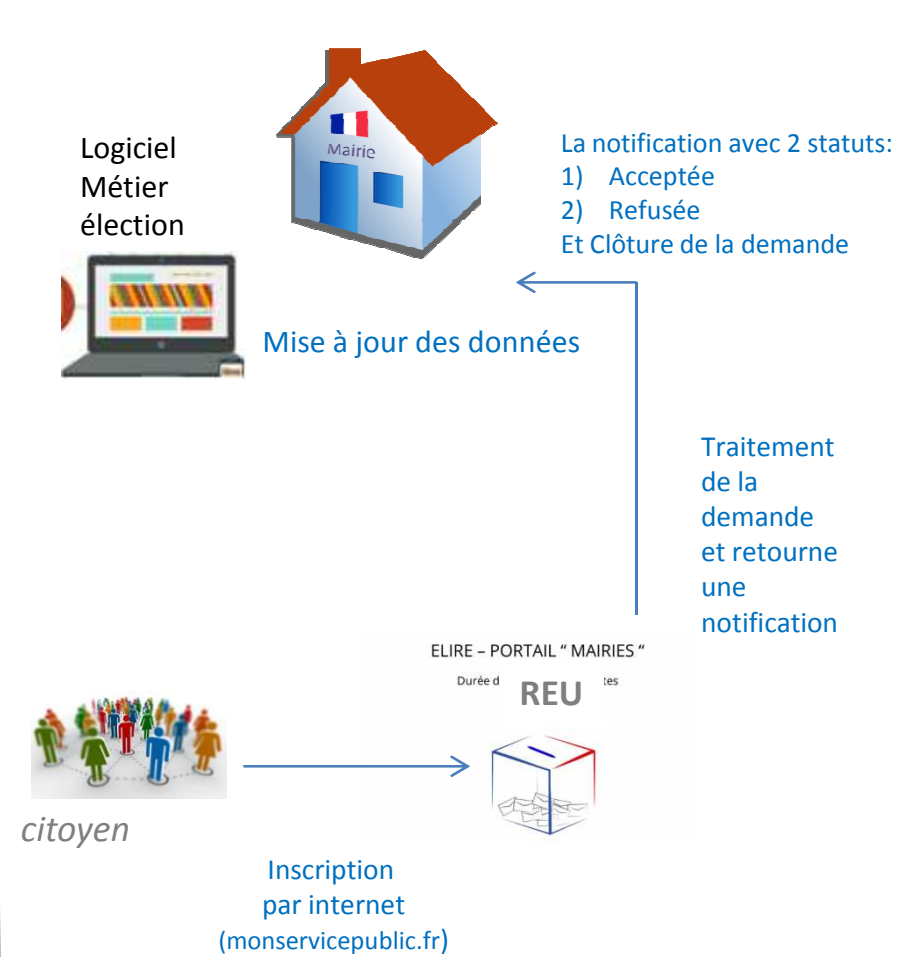 Logiciel
Métier
élection
Mairie
La notification avec 2 statuts:
1) Acceptée
2) Refusée
Et Clôture de la demande
Mise à jour des données
Traitement
de la
demande
et retourne
une
notification
ELIRE – PORTAIL “ MAIRIES “
Durée d
REU
citoyen
Inscription
par internet
(monservicepublic.fr)